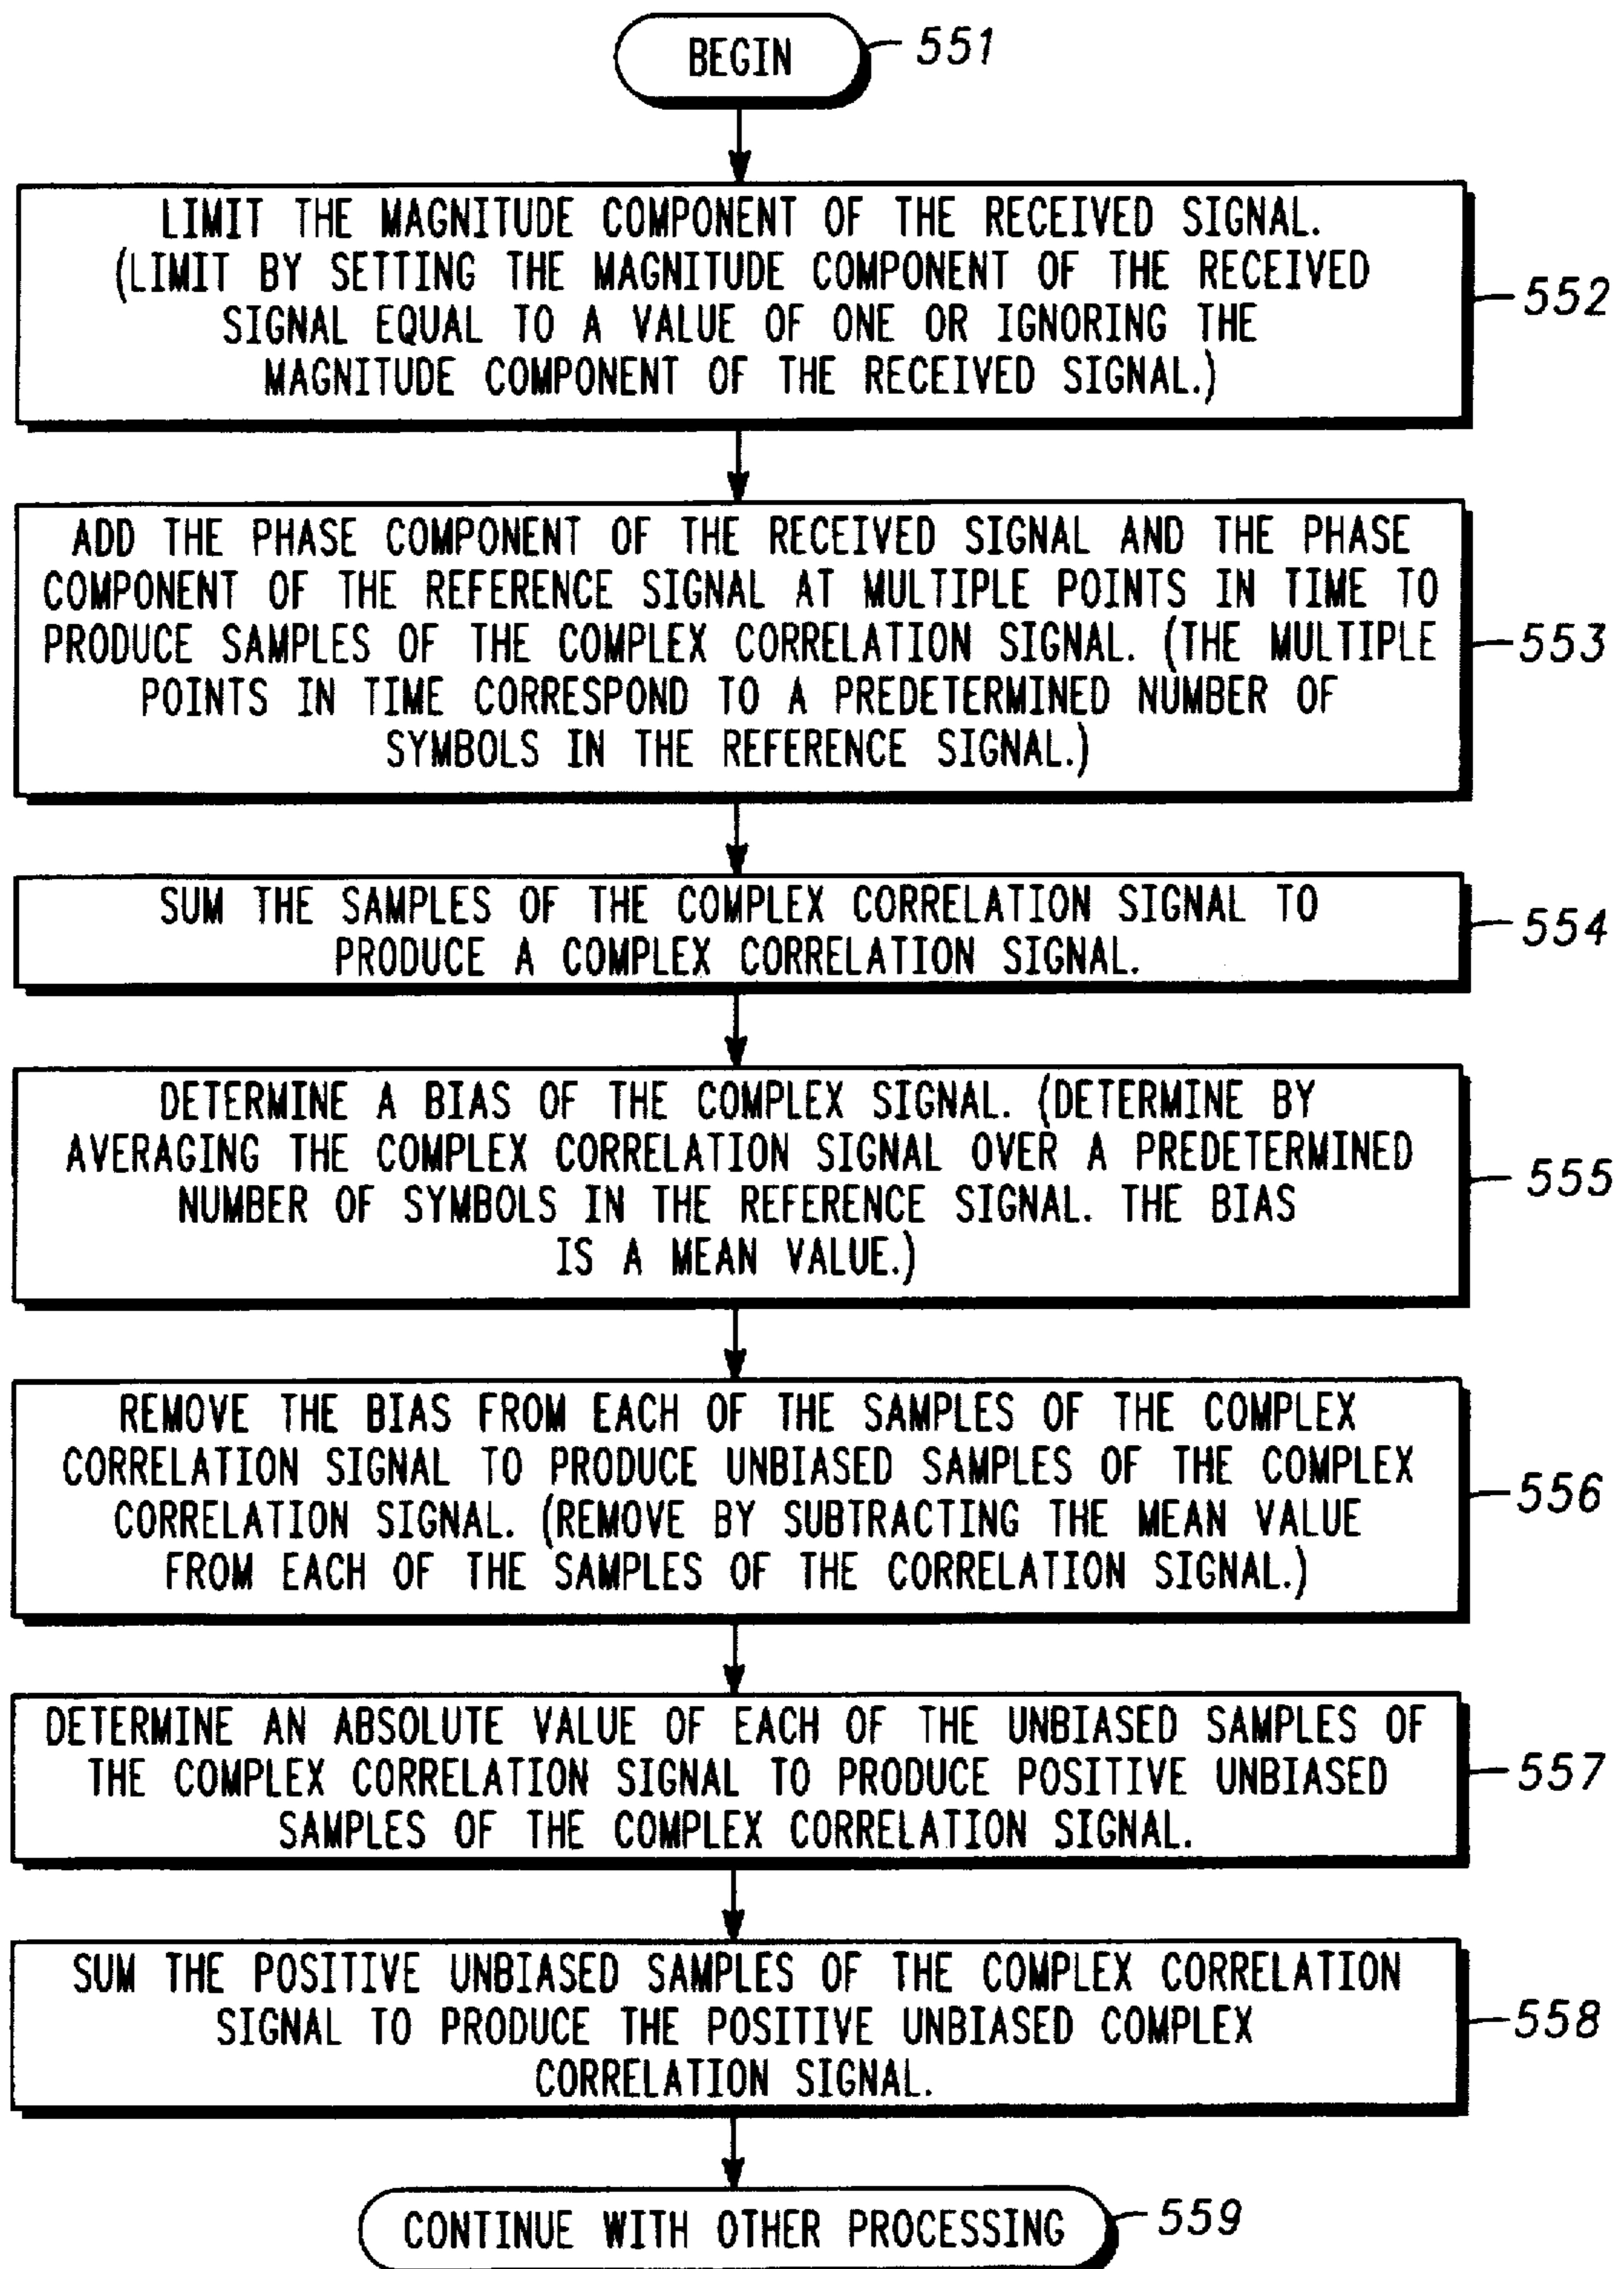 BEGIN
551
LIMIT THE MAGNITUDE COMPONENT OF THE RECEIVED SIGNAL.
(LIMIT BY SETTING THE MAGNITUDE COMPONENT OF THE RECEIVED
SIGNAL EQUAL TO A VALUE OF ONE OR IGNORING THE
MAGNITUDE COMPONENT OF THE RECEIVED SIGNAL.)
552
ADD THE PHASE COMPONENT OF THE RECEIVED SIGNAL AND THE PHASE
COMPONENT OF THE REFERENCE SIGNAL AT MULTIPLE POINTS IN TIME TO
PRODUCE SAMPLES OF THE COMPLEX CORRELATION SIGNAL. (THE MULTIPLE
POINTS IN TIME CORRESPOND TO A PREDETERMINED NUMBER OF
SYMBOLS IN THE REFERENCE SIGNAL.)
553
SUM THE SAMPLES OF THE COMPLEX CORRELATION SIGNAL TO
PRODUCE A COMPLEX CORRELATION SIGNAL.
554
DETERMINE A BIAS OF THE COMPLEX SIGNAL. (DETERMINE BY
AVERAGING THE COMPLEX CORRELATION SIGNAL OVER A PREDETERMINED
NUMBER OF SYMBOLS IN THE REFERENCE SIGNAL. THE BIAS
IS A MEAN VALUE.)
555
REMOVE THE BIAS FROM EACH OF THE SAMPLES OF THE COMPLEX
CORRELATION SIGNAL TO PRODUCE UNBIASED SAMPLES OF THE COMPLEX
CORRELATION SIGNAL. (REMOVE BY SUBTRACTING THE MEAN VALUE
FROM EACH OF THE SAMPLES OF THE CORRELATION SIGNAL.)
556
DETERMINE AN ABSOLUTE VALUE OF EACH OF THE UNBIASED SAMPLES OF
THE COMPLEX CORRELATION SIGNAL TO PRODUCE POSITIVE UNBIASED
SAMPLES OF THE COMPLEX CORRELATION SIGNAL.
557
SUM THE POSITIVE UNBIASED SAMPLES OF THE COMPLEX CORRELATION
SIGNAL TO PRODUCE THE POSITIVE UNBIASED COMPLEX
CORRELATION SIGNAL.
558
CONTINUE WITH OTHER PROCESSING
559